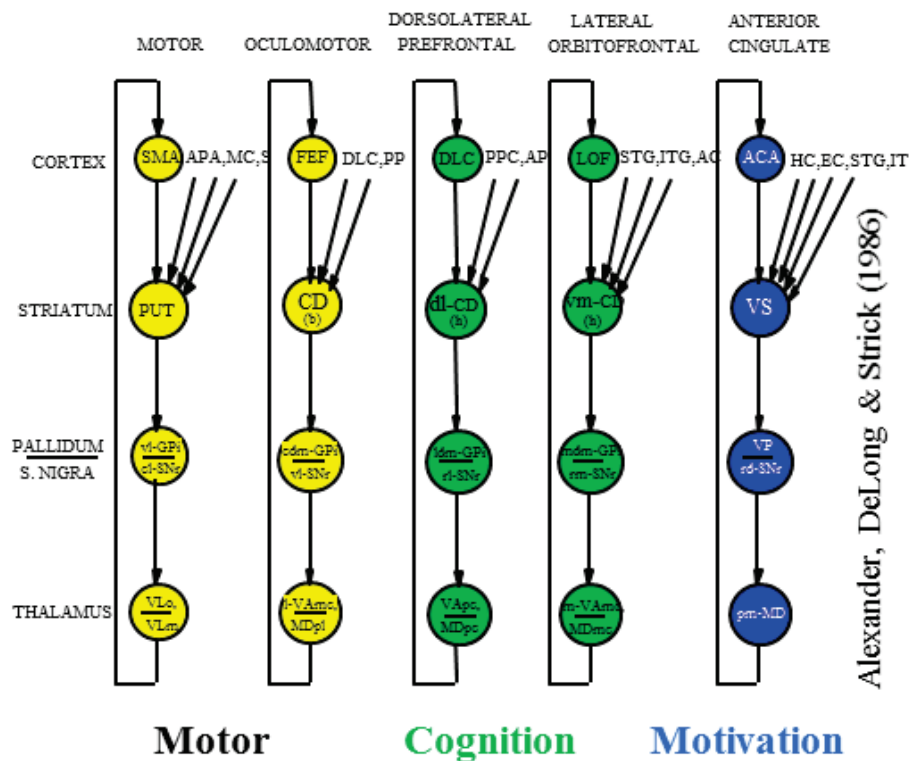 MOTOR
OCULOMOTOR
DORSOLATERAL
PREFRONTAL
LATERAL
ORBITOFRONTAL
ANTERIOR
CINGULATE
CORTEX
SMA
APA,MC,S
FEF
DLC,PP
DLC
PPC,AP
LOF
STG,ITG,AC
ACA
HC,EC,STG,IT
STRIATUM
PUT
CD
(b)
dl-CD
(h)
vm-CD
(h)
VS
PALLIDUM
S. NIGRA
vl-GPi
cl-SNr
cdm-GPi
vl-SNr
ldm-GPi
rl-SNr
mdm-GPi
rm-SNr
VP
rd-SNr
THALAMUS
VLo,
VLm
l-VAmc,
MDpl
VApc,
MDpc
m-VAmc,
MDmc
pm-MD
Alexander, DeLong & Strick (1986)
Motor
Cognition
Motivation